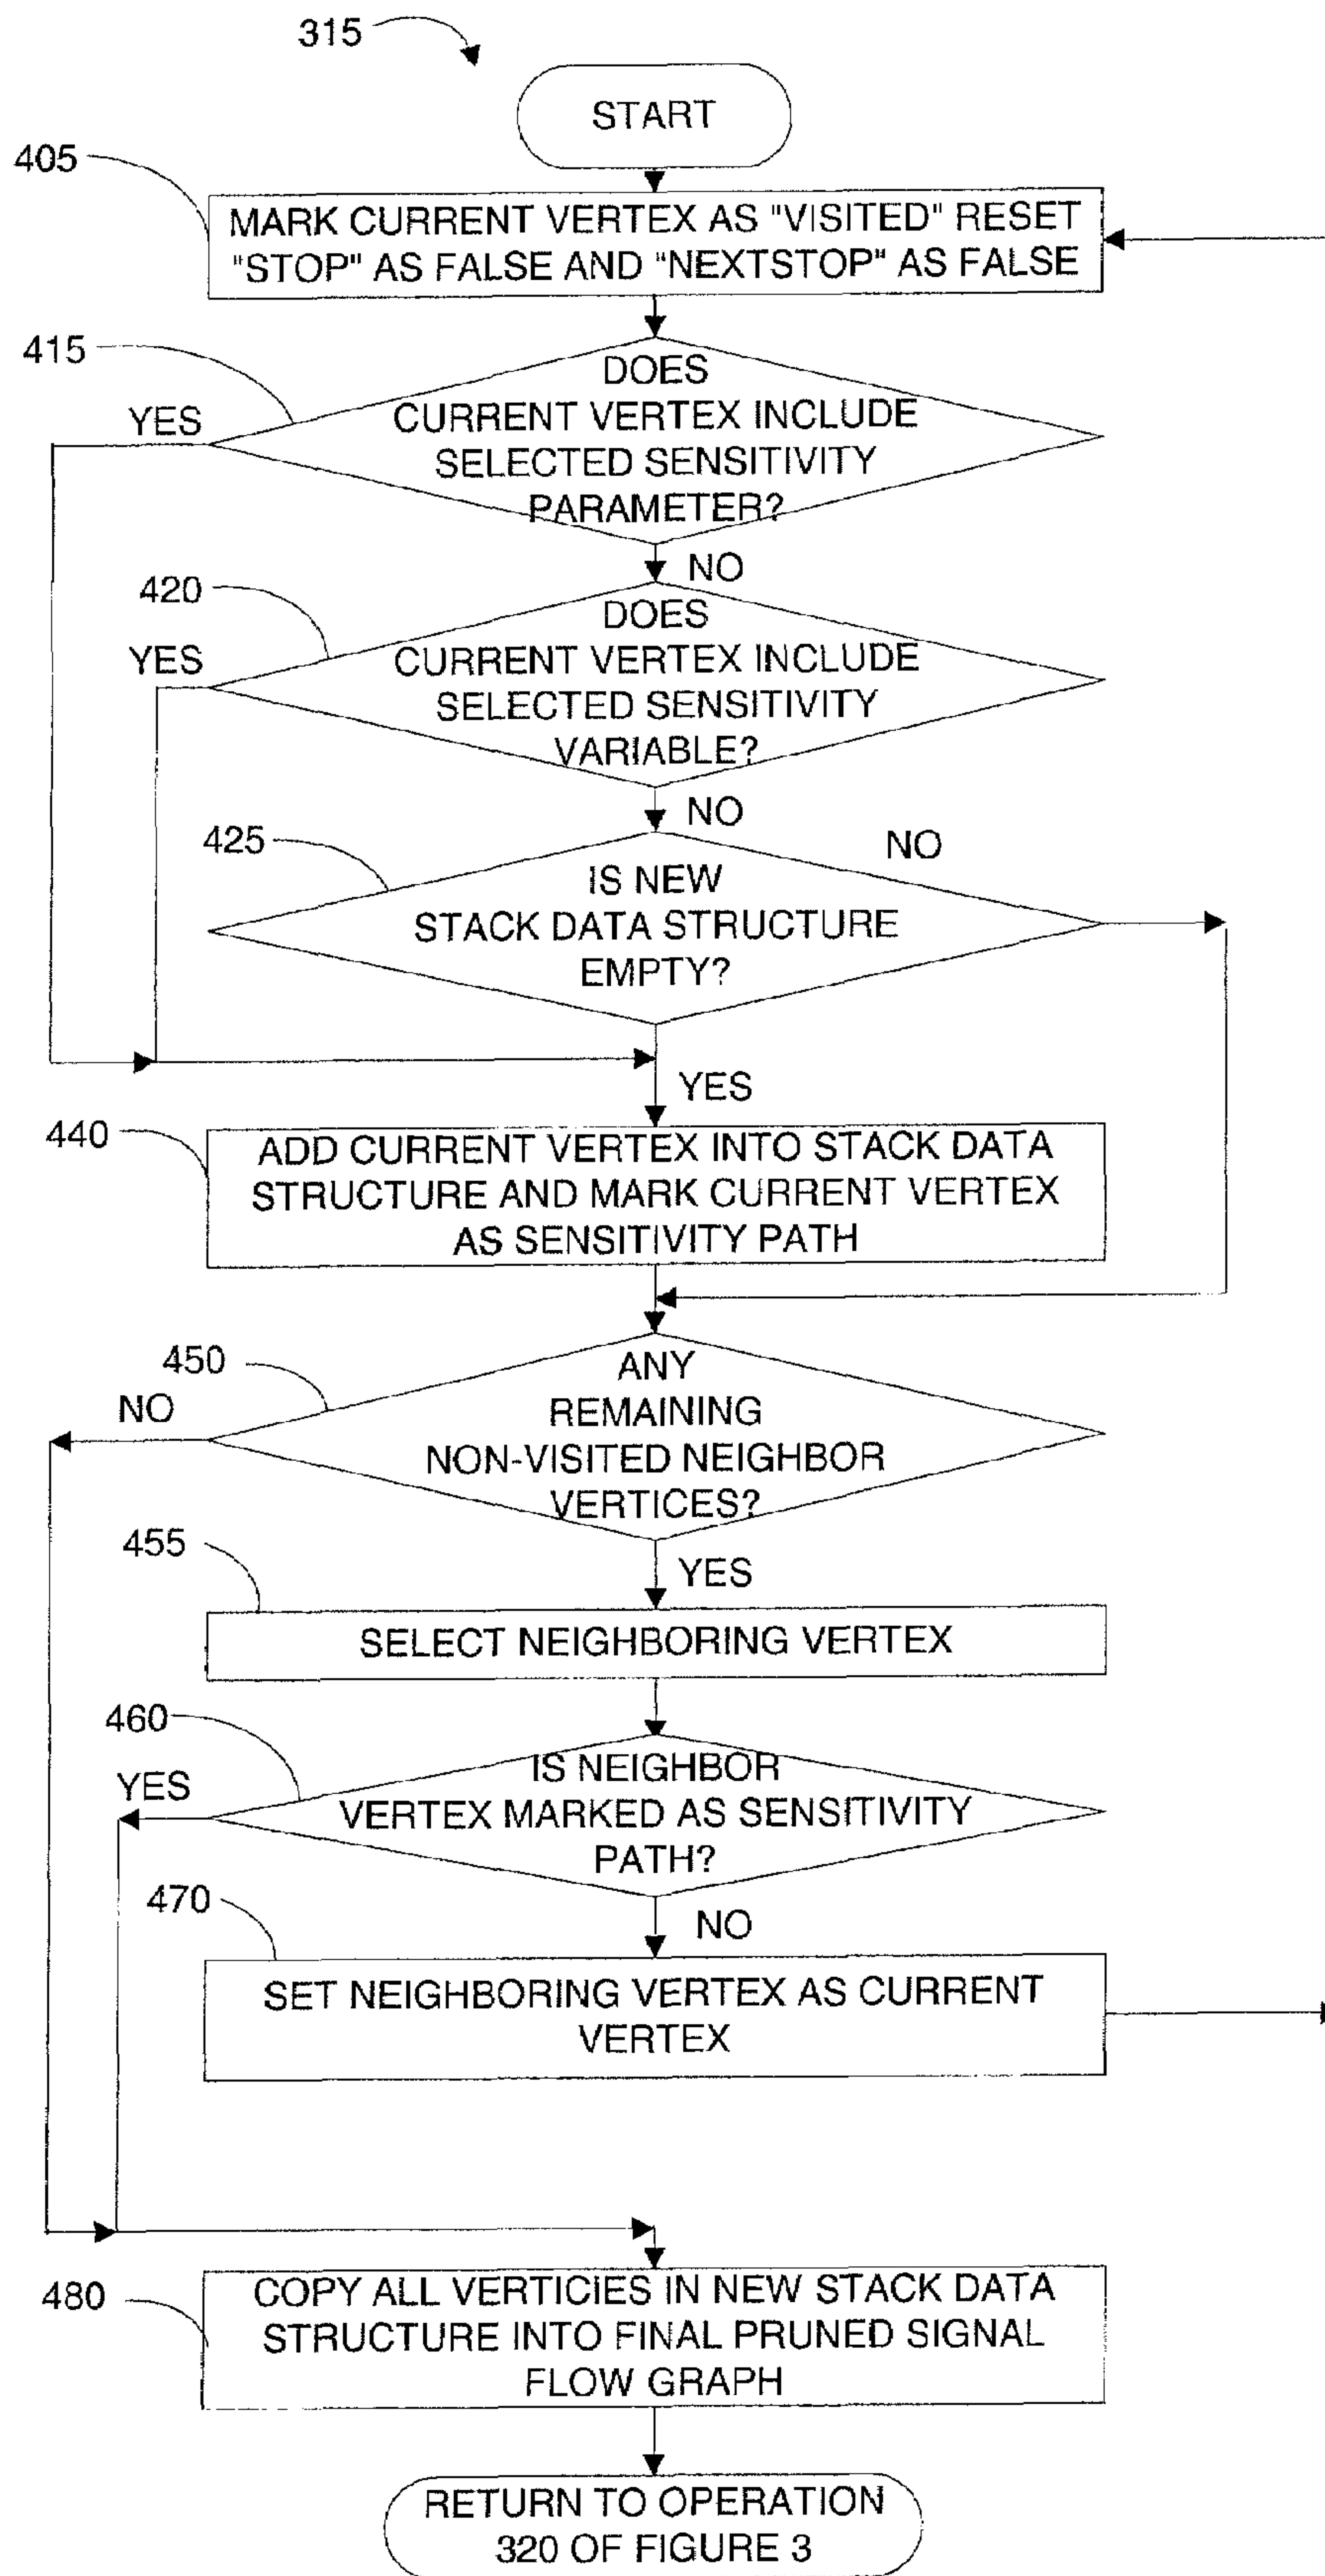 315
START
405
MARK CURRENT VERTEX AS "VISITED" RESET
"STOP" AS FALSE AND "NEXTSTOP" AS FALSE
415
YES
DOES
CURRENT VERTEX INCLUDE
SELECTED SENSITIVITY
PARAMETER?
NO
420
YES
DOES
CURRENT VERTEX INCLUDE
SELECTED SENSITIVITY
VARIABLE?
NO
425
NO
IS NEW
STACK DATA STRUCTURE
EMPTY?
YES
440
ADD CURRENT VERTEX INTO STACK DATA
STRUCTURE AND MARK CURRENT VERTEX
AS SENSITIVITY PATH
450
NO
ANY
REMAINING
NON-VISITED NEIGHBOR
VERTICES?
YES
455
SELECT NEIGHBORING VERTEX
460
YES
IS NEIGHBOR
VERTEX MARKED AS SENSITIVITY
PATH?
NO
470
SET NEIGHBORING VERTEX AS CURRENT
VERTEX
480
COPY ALL VERTICIES IN NEW STACK DATA
STRUCTURE INTO FINAL PRUNED SIGNAL
FLOW GRAPH
RETURN TO OPERATION
320 OF FIGURE 3